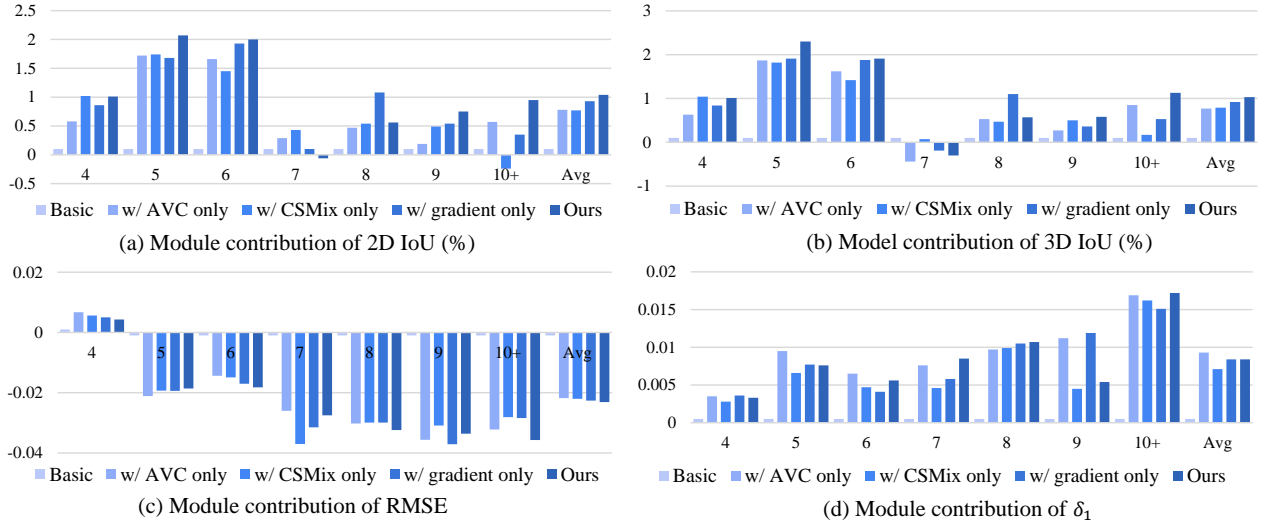 2.5
2
1.5
1
0.5
0
-0.5
4 5 6 7 8 9 10+ Avg
Basic w/ AVC only w/ CSMix only w/ gradient only Ours
(a) Module contribution of 2D IoU (%)
3
2
1
0
-1
4 5 6 7 8 9 10+ Avg
Basic w/ AVC only w/ CSMix only w/ gradient only Ours
(b) Model contribution of 3D IoU (%)
0.02
0
-0.02
-0.04
4 5 6 7 8 9 10+ Avg
Basic w/ AVC only w/ CSMix only w/ gradient only Ours
(c) Module contribution of RMSE
0.02
0.015
0.01
0.005
0
4 5 6 7 8 9 10+ Avg
Basic w/ AVC only w/ CSMix only w/ gradient only Ours
(d) Module contribution of δ₁